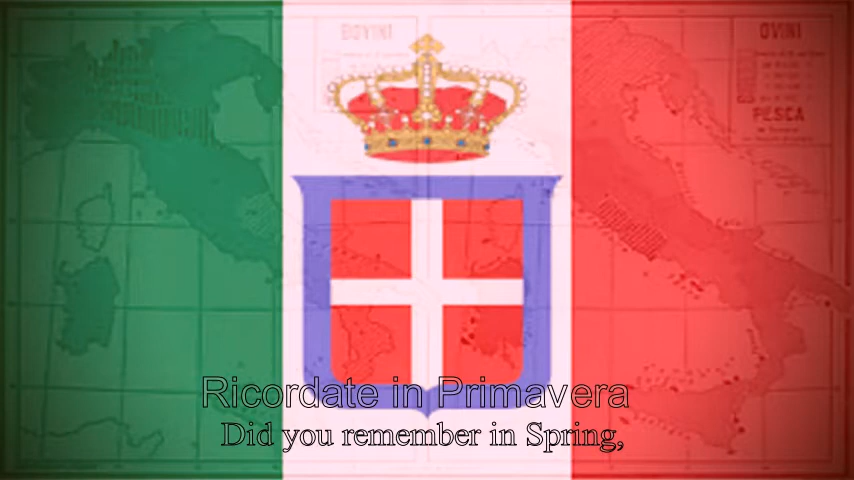 BOVINI
OVINI
PESCA
Ricordate in Primavera
Did you remember in Spring,